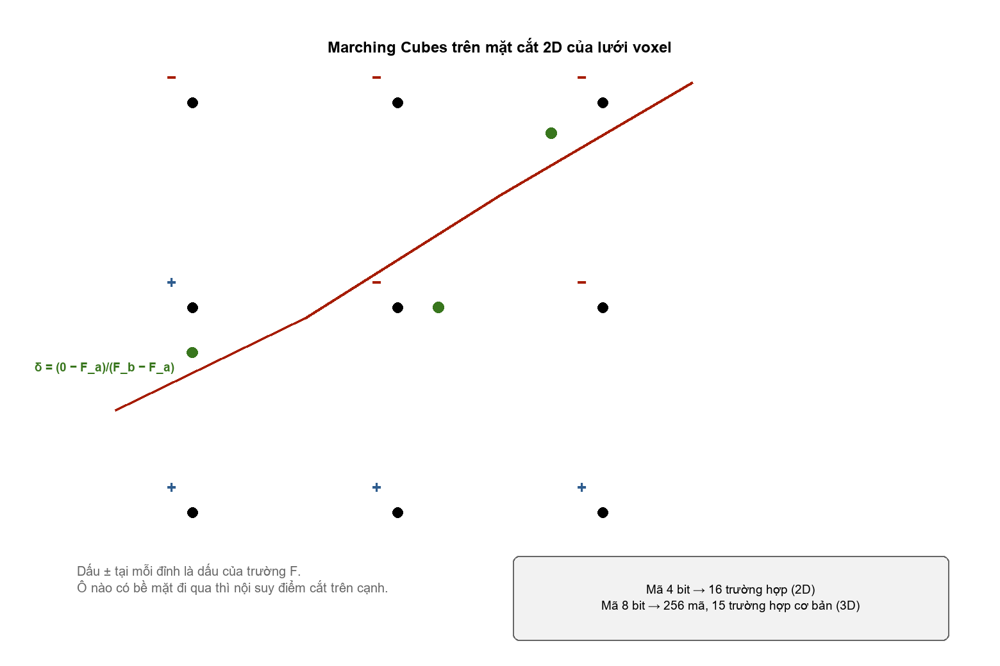 Marching Cubes trên mặt cắt 2D của lưới voxel
− − −
+ − −
δ = (0 − F_a)/(F_b − F_a)
+ + +
Dấu ± tại mỗi đỉnh là dấu của trường F.
Ô nào có bề mặt đi qua thì nội suy điểm cắt trên cạnh.
Mã 4 bit → 16 trường hợp (2D)
Mã 8 bit → 256 mã, 15 trường hợp cơ bản (3D)